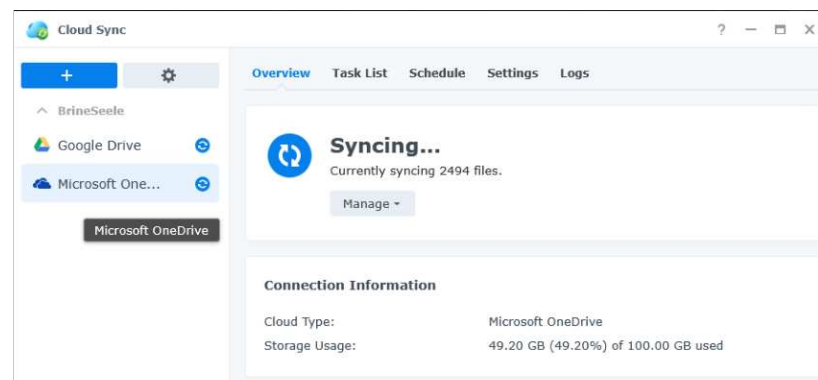 Cloud Sync
?
+
BrineSeele
Google Drive
Microsoft One...
Microsoft OneDrive
Overview Task List Schedule Settings Logs
Syncing...
Currently syncing 2494 files.
Manage
Connection Information
Cloud Type: Microsoft OneDrive
Storage Usage: 49.20 GB (49.20%) of 100.00 GB used